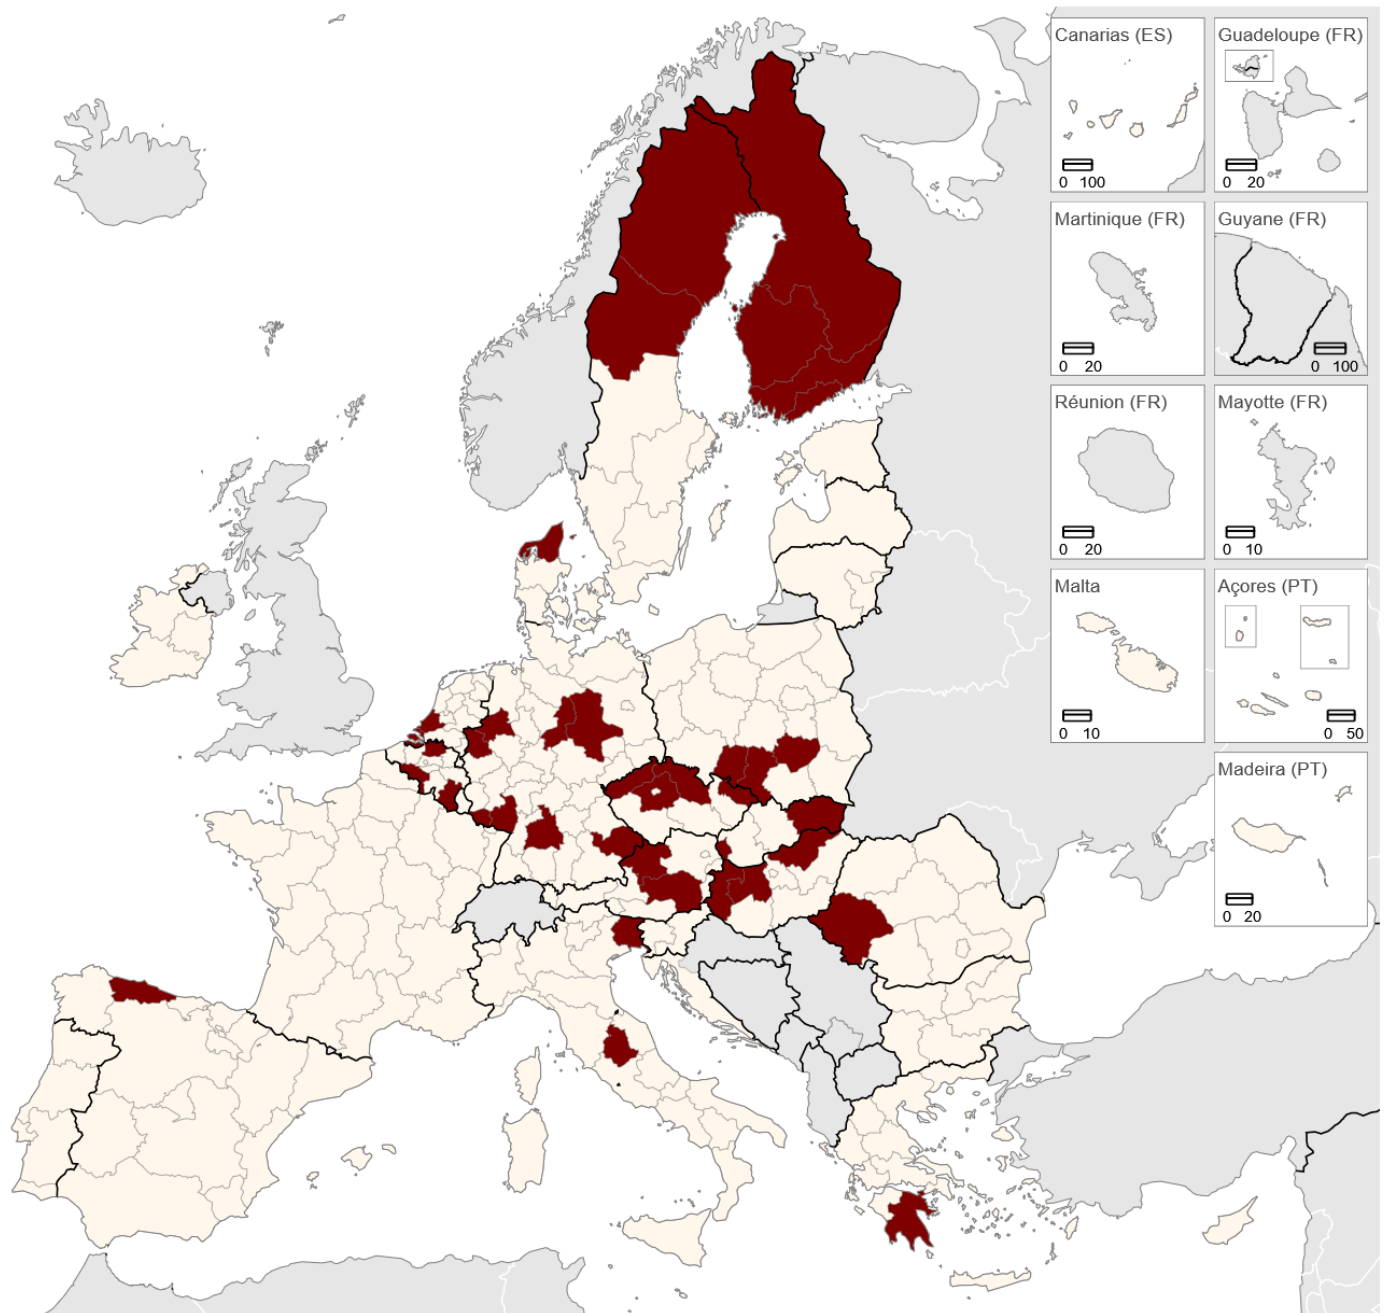 Canarias (ES)
0 100
Guadeloupe (FR)
0 20
Martinique (FR)
0 20
Guyane (FR)
0 100
Réunion (FR)
0 20
Mayotte (FR)
0 10
Malta
0 10
Açores (PT)
0 50
Madeira (PT)
0 20